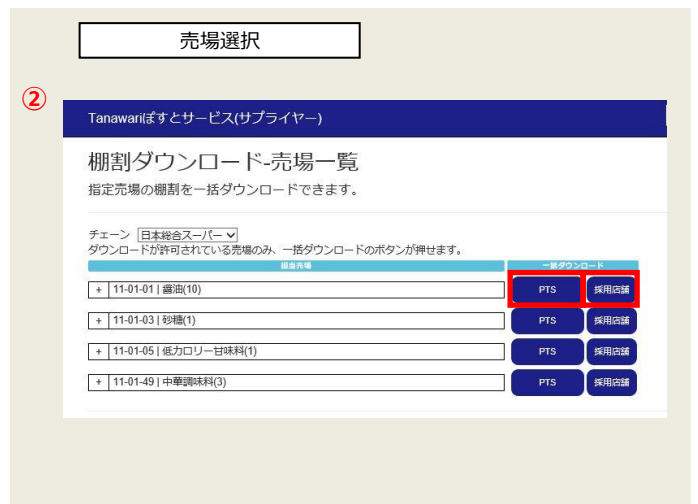 売場選択
②
Tanawariぽすとサービス(サプライヤー)
棚割ダウンロード-売場一覧
指定売場の棚割を一括ダウンロードできます。
チェーン 日本総合スーパー
ダウンロードが許可されている売場のみ、一括ダウンロードのボタンが押せます。
担当売場 一括ダウンロード
+ 11-01-01 | 醤油(10) PTS 採用店舗
+ 11-01-03 | 砂糖(1) PTS 採用店舗
+ 11-01-05 | 低カロリー甘味料(1) PTS 採用店舗
+ 11-01-49 | 中華調味料(3) PTS 採用店舗